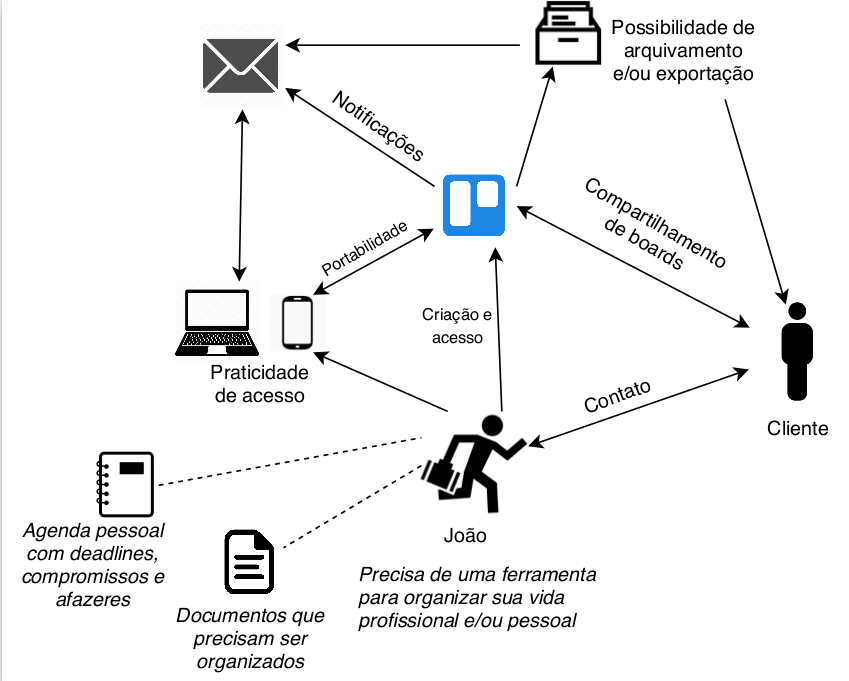 Possibilidade de
arquivamento
e/ou exportação
Notificações
Compartilhamento
de boards
Portabilidade
Criação e
acesso
Praticidade
de acesso
Contato
Cliente
João
Agenda pessoal
com deadlines,
compromissos e
afazeres
Precisa de uma ferramenta
para organizar sua vida
profissional e/ou pessoal
Documentos que
precisam ser
organizados